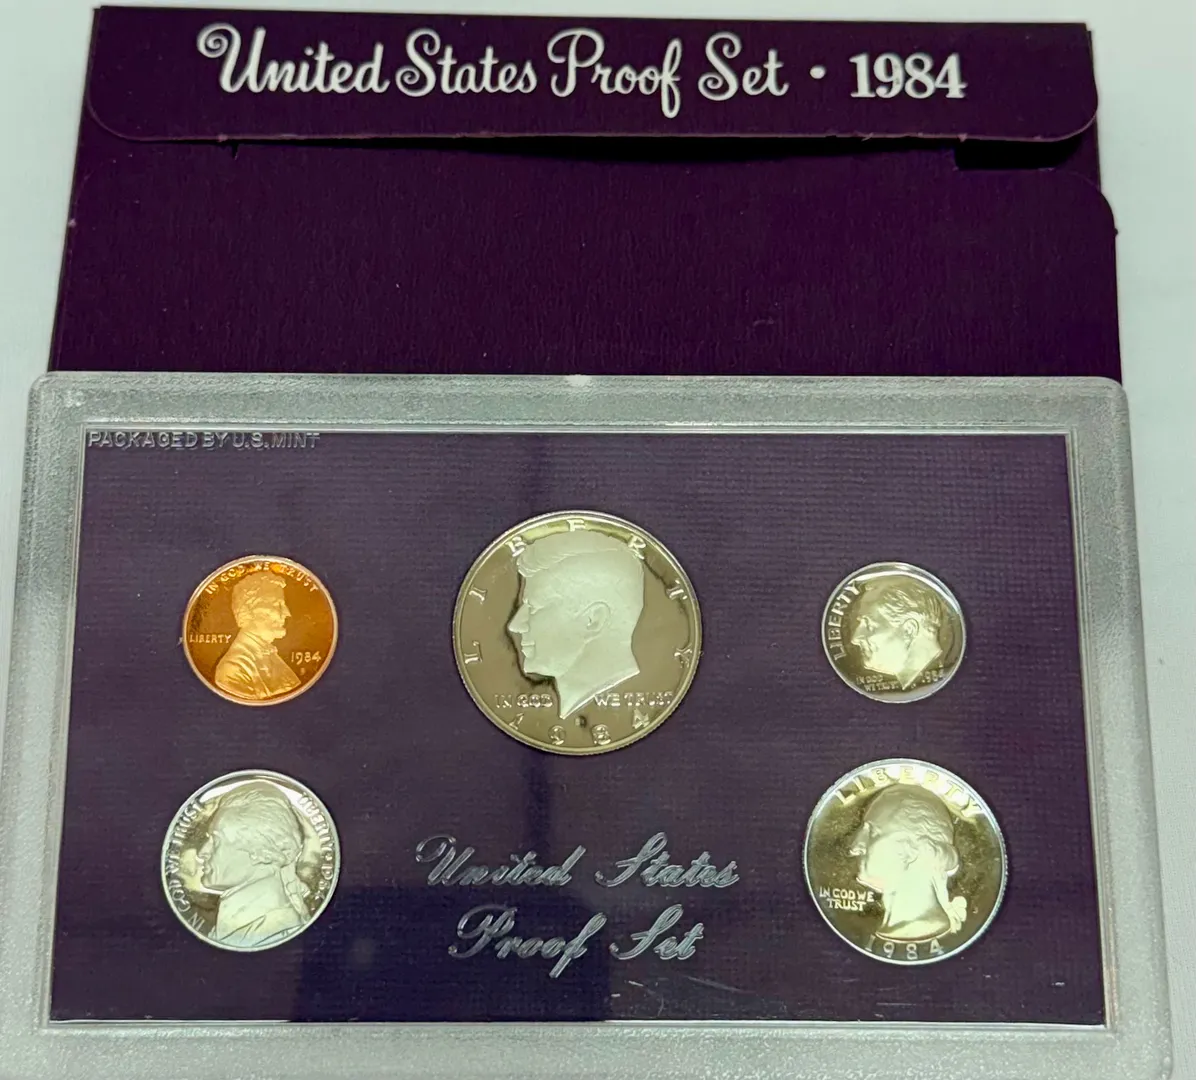 United States Proof Set · 1984
PACKAGED BY U.S. MINT
IN GOD WE TRUST
LIBERTY
1984
S
LIBERTY
IN GOD WE TRUST
1984
LIBERTY
IN GOD
WE TRUST
1984
IN GOD WE TRUST
LIBERTY · 1984
LIBERTY
IN GOD WE
TRUST
1984
United States
Proof Set